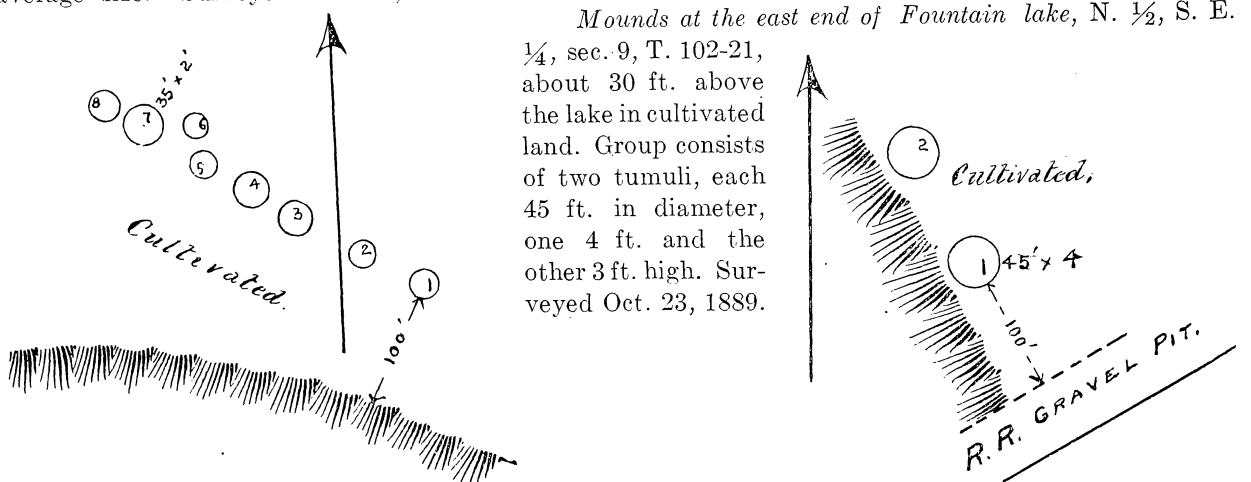 average size.
Mounds at the east end of Fountain lake, N. ½, S. E.
¼, sec. 9, T. 102-21,
about 30 ft. above
the lake in cultivated
land. Group consists
of two tumuli, each
45 ft. in diameter,
one 4 ft. and the
other 3 ft. high. Sur-
veyed Oct. 23, 1889.
8
7
35' x 2'
6
5
4
3
2
1
Cultivated.
100'
2
Cultivated,
1 45' x 4
100'
R. R. GRAVEL PIT.